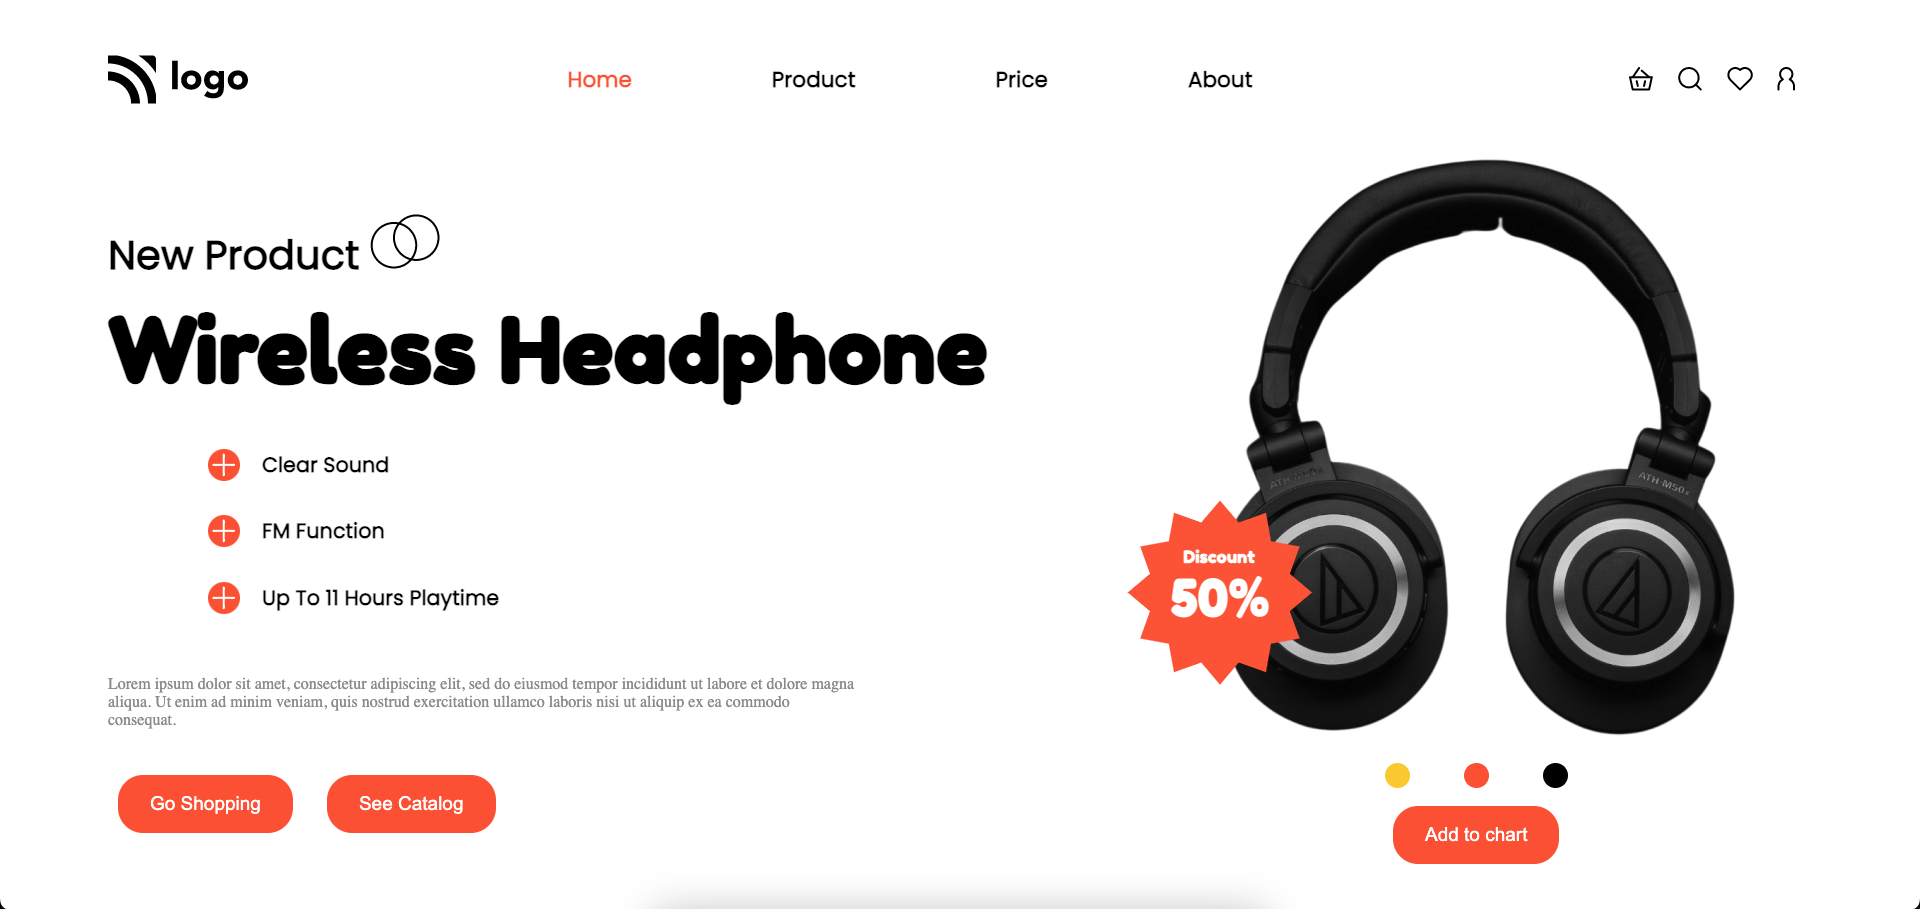 logo
Home
Product
Price
About
New Product
Wireless Headphone
Clear Sound
FM Function
Up To 11 Hours Playtime
Lorem ipsum dolor sit amet, consectetur adipiscing elit, sed do eiusmod tempor incididunt ut labore et dolore magna
aliqua. Ut enim ad minim veniam, quis nostrud exercitation ullamco laboris nisi ut aliquip ex ea commodo
consequat.
Go Shopping
See Catalog
ATH-M50x
ATH-M50x
Discount
50%
Add to chart